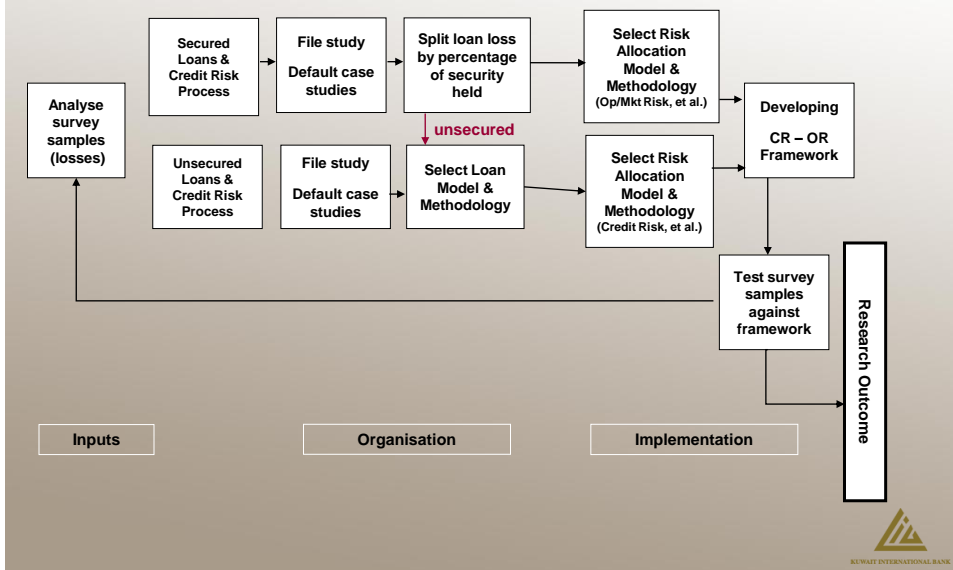 Analyse
survey
samples
(losses)
Secured
Loans &
Credit Risk
Process
File study
Default case
studies
Split loan loss
by percentage
of security
held
Select Risk
Allocation
Model &
Methodology
(Op/Mkt Risk, et al.)
unsecured
Unsecured
Loans &
Credit Risk
Process
File study
Default case
studies
Select Loan
Model &
Methodology
Select Risk
Allocation
Model &
Methodology
(Credit Risk, et al.)
Developing
CR – OR
Framework
Test survey
samples
against
framework
Research Outcome
Inputs
Organisation
Implementation
KUWAIT INTERNATIONAL BANK